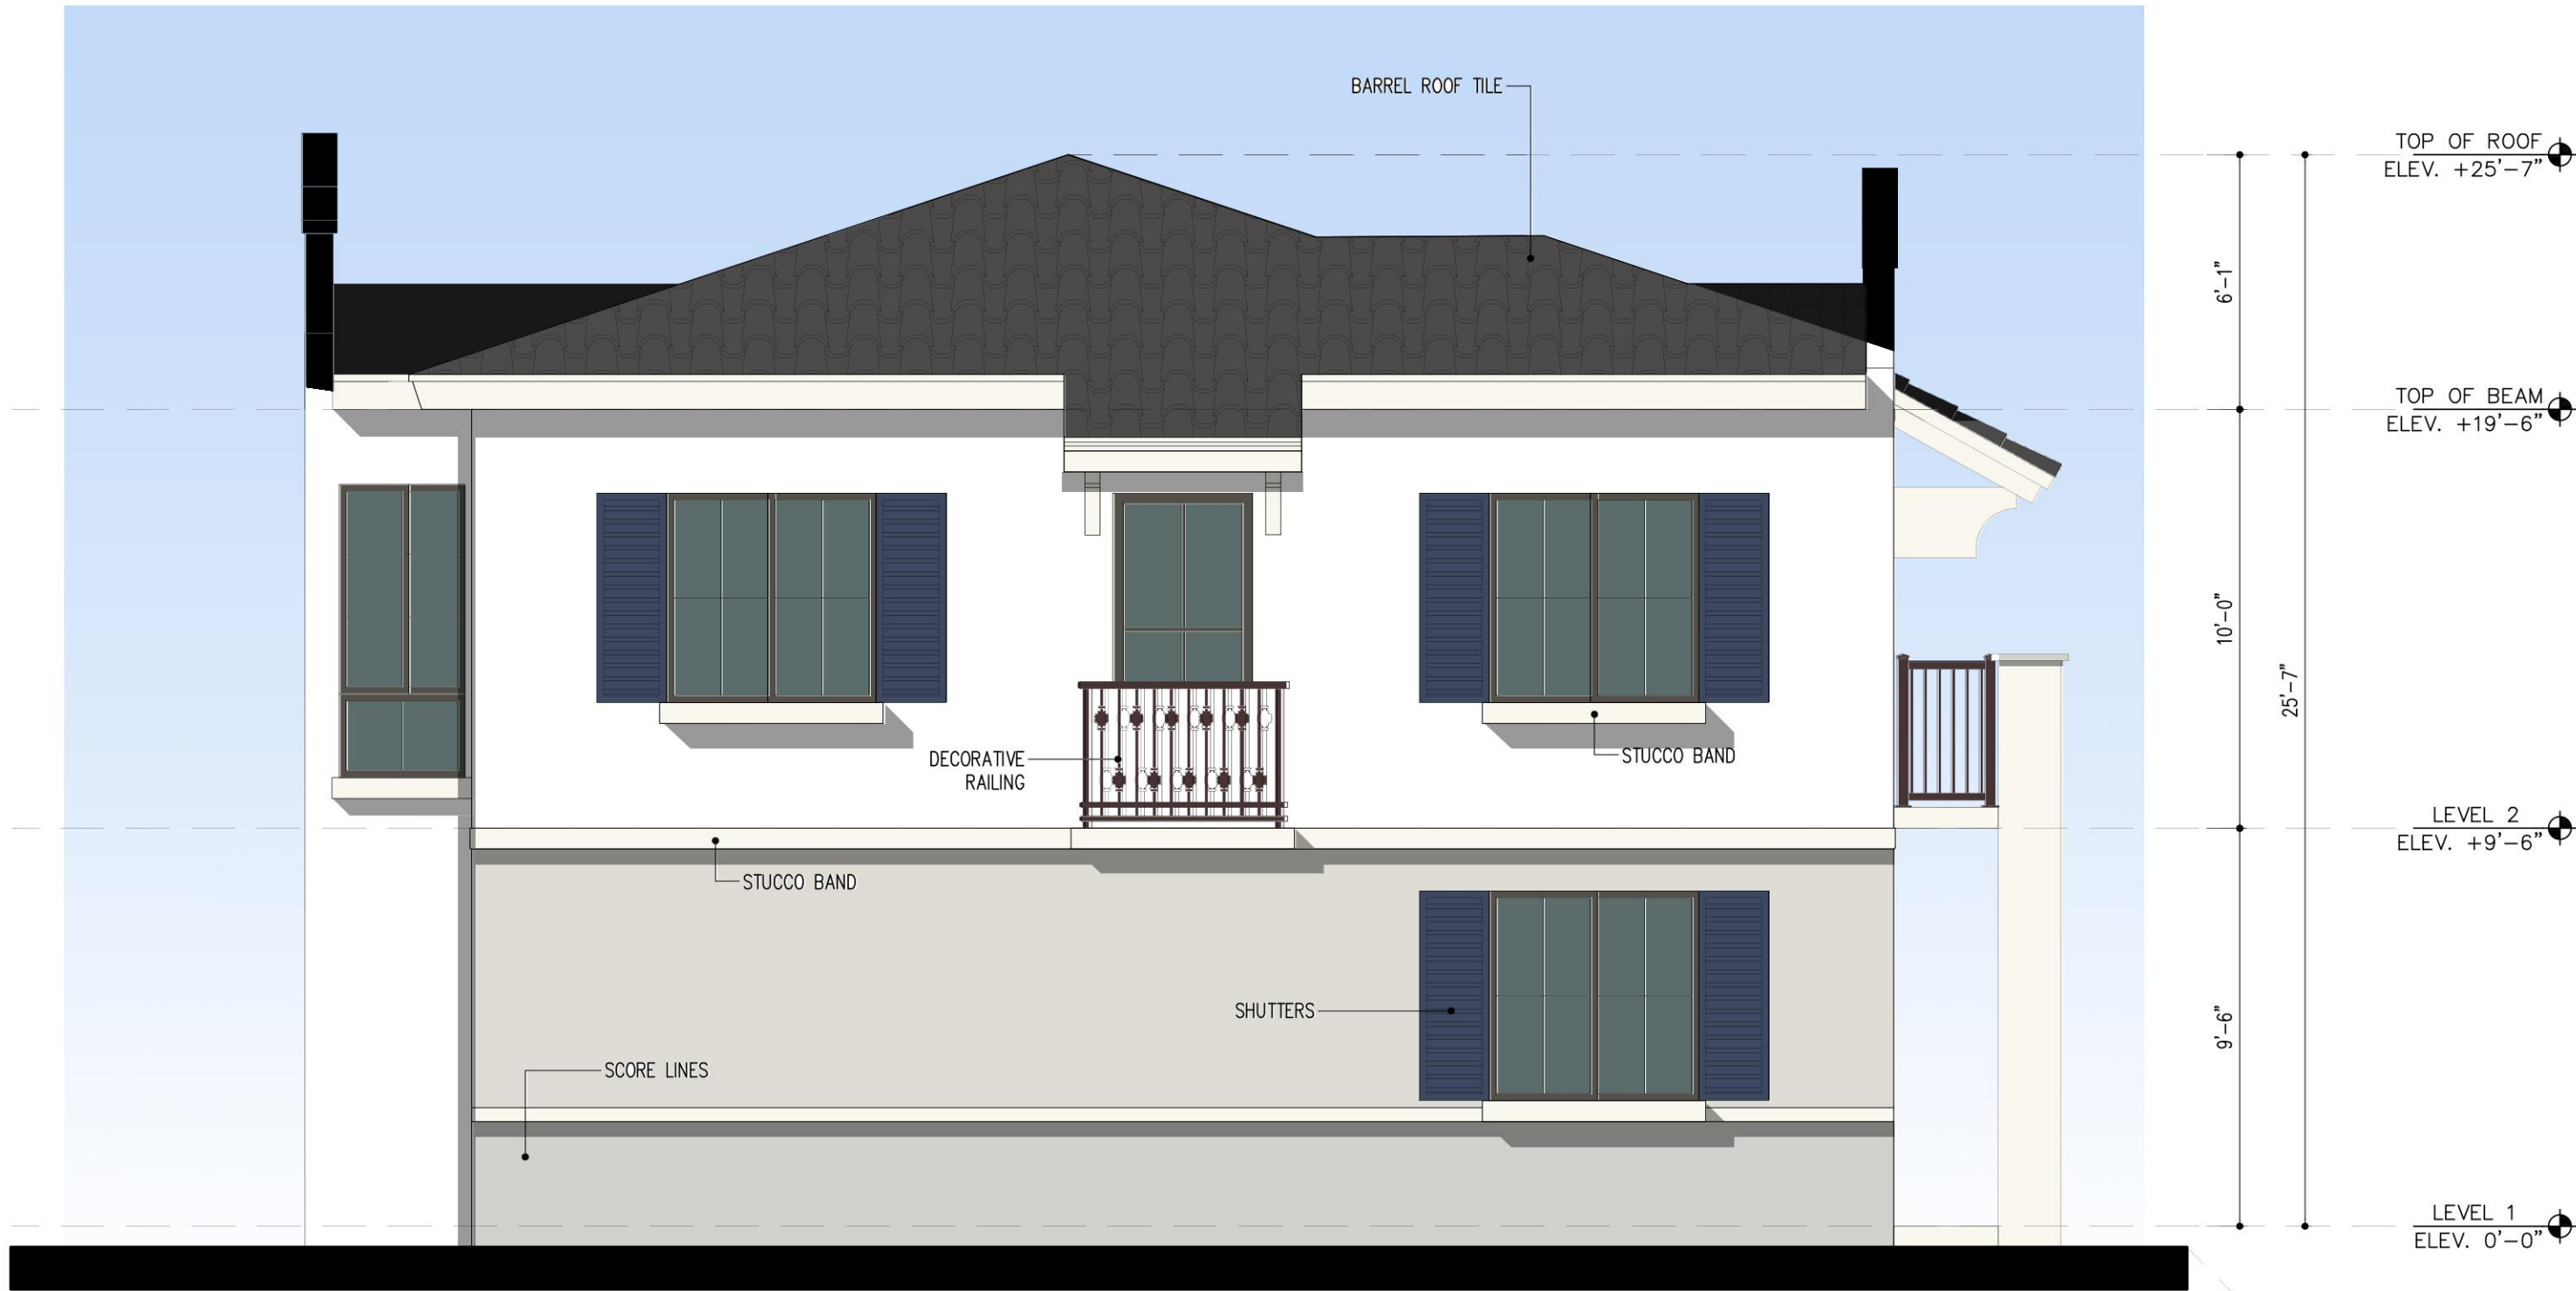 BARREL ROOF TILE
TOP OF ROOF
ELEV. +25'-7"
6'-1"
TOP OF BEAM
ELEV. +19'-6"
10'-0"
25'-7"
DECORATIVE
RAILING
STUCCO BAND
LEVEL 2
ELEV. +9'-6"
STUCCO BAND
SHUTTERS
9'-6"
SCORE LINES
LEVEL 1
ELEV. 0'-0"